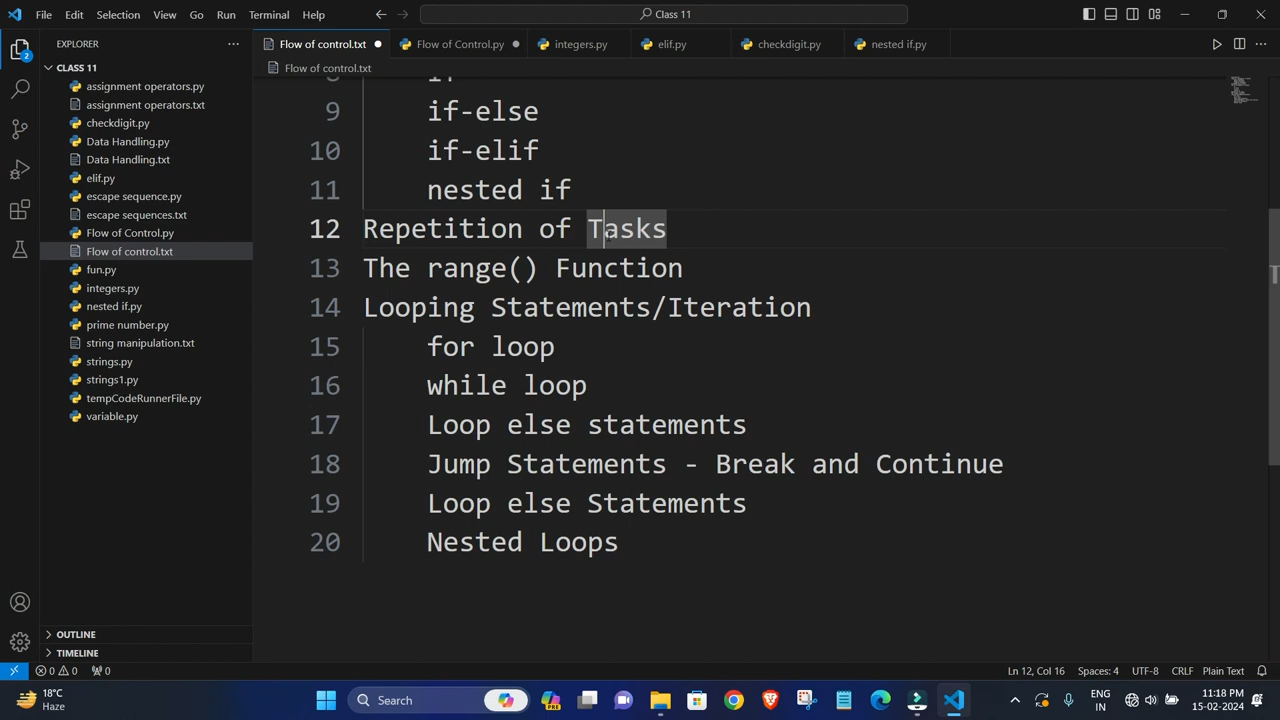 File Edit Selection View Go Run Terminal Help Class 11
EXPLORER
CLASS 11
assignment operators.py
assignment operators.txt
checkdigit.py
Data Handling.py
Data Handling.txt
elif.py
escape sequence.py
escape sequences.txt
Flow of Control.py
Flow of control.txt
fun.py
integers.py
nested if.py
prime number.py
string manipulation.txt
strings.py
strings1.py
tempCodeRunnerFile.py
variable.py
OUTLINE
TIMELINE
2
Flow of control.txt Flow of Control.py integers.py elif.py checkdigit.py nested if.py
Flow of control.txt
9 if-else
10 if-elif
11 nested if
12 Repetition of Tasks
13 The range() Function
14 Looping Statements/Iteration
15 for loop
16 while loop
17 Loop else statements
18 Jump Statements - Break and Continue
19 Loop else Statements
20 Nested Loops
0 0 0 Ln 12, Col 16 Spaces: 4 UTF-8 CRLF Plain Text
18°C
Haze
Search
PRE
ENG
IN
11:18 PM
15-02-2024